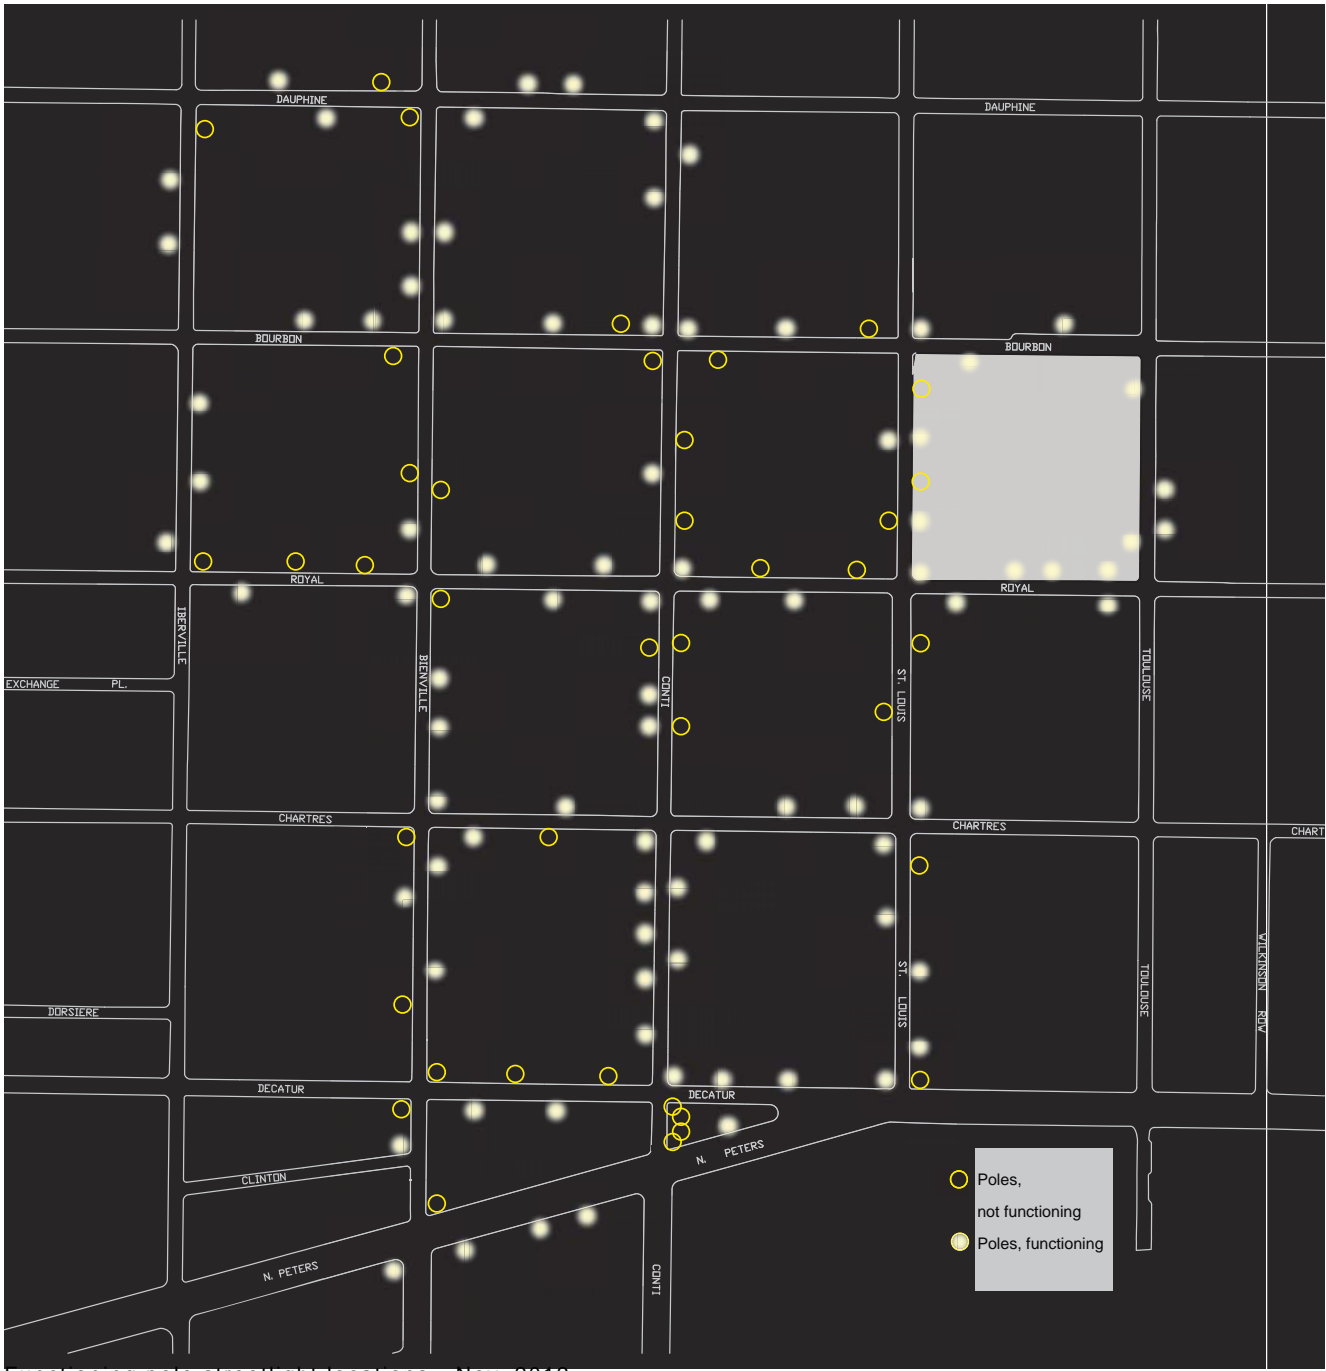 DAUPHINE
DAUPHINE
BOURBON
BOURBON
ROYAL
ROYAL
IBERVILLE
BIENVILLE
CONTI
ST. LOUIS
TOULOUSE
EXCHANGE PL.
CHARTRES
CHARTRES
CHART
ST. LOUIS
TOULOUSE
WILKINSON ROW
DORSIERE
DECATUR
DECATUR
N. PETERS
CLINTON
N. PETERS
CONTI
Poles,
not functioning
Poles, functioning